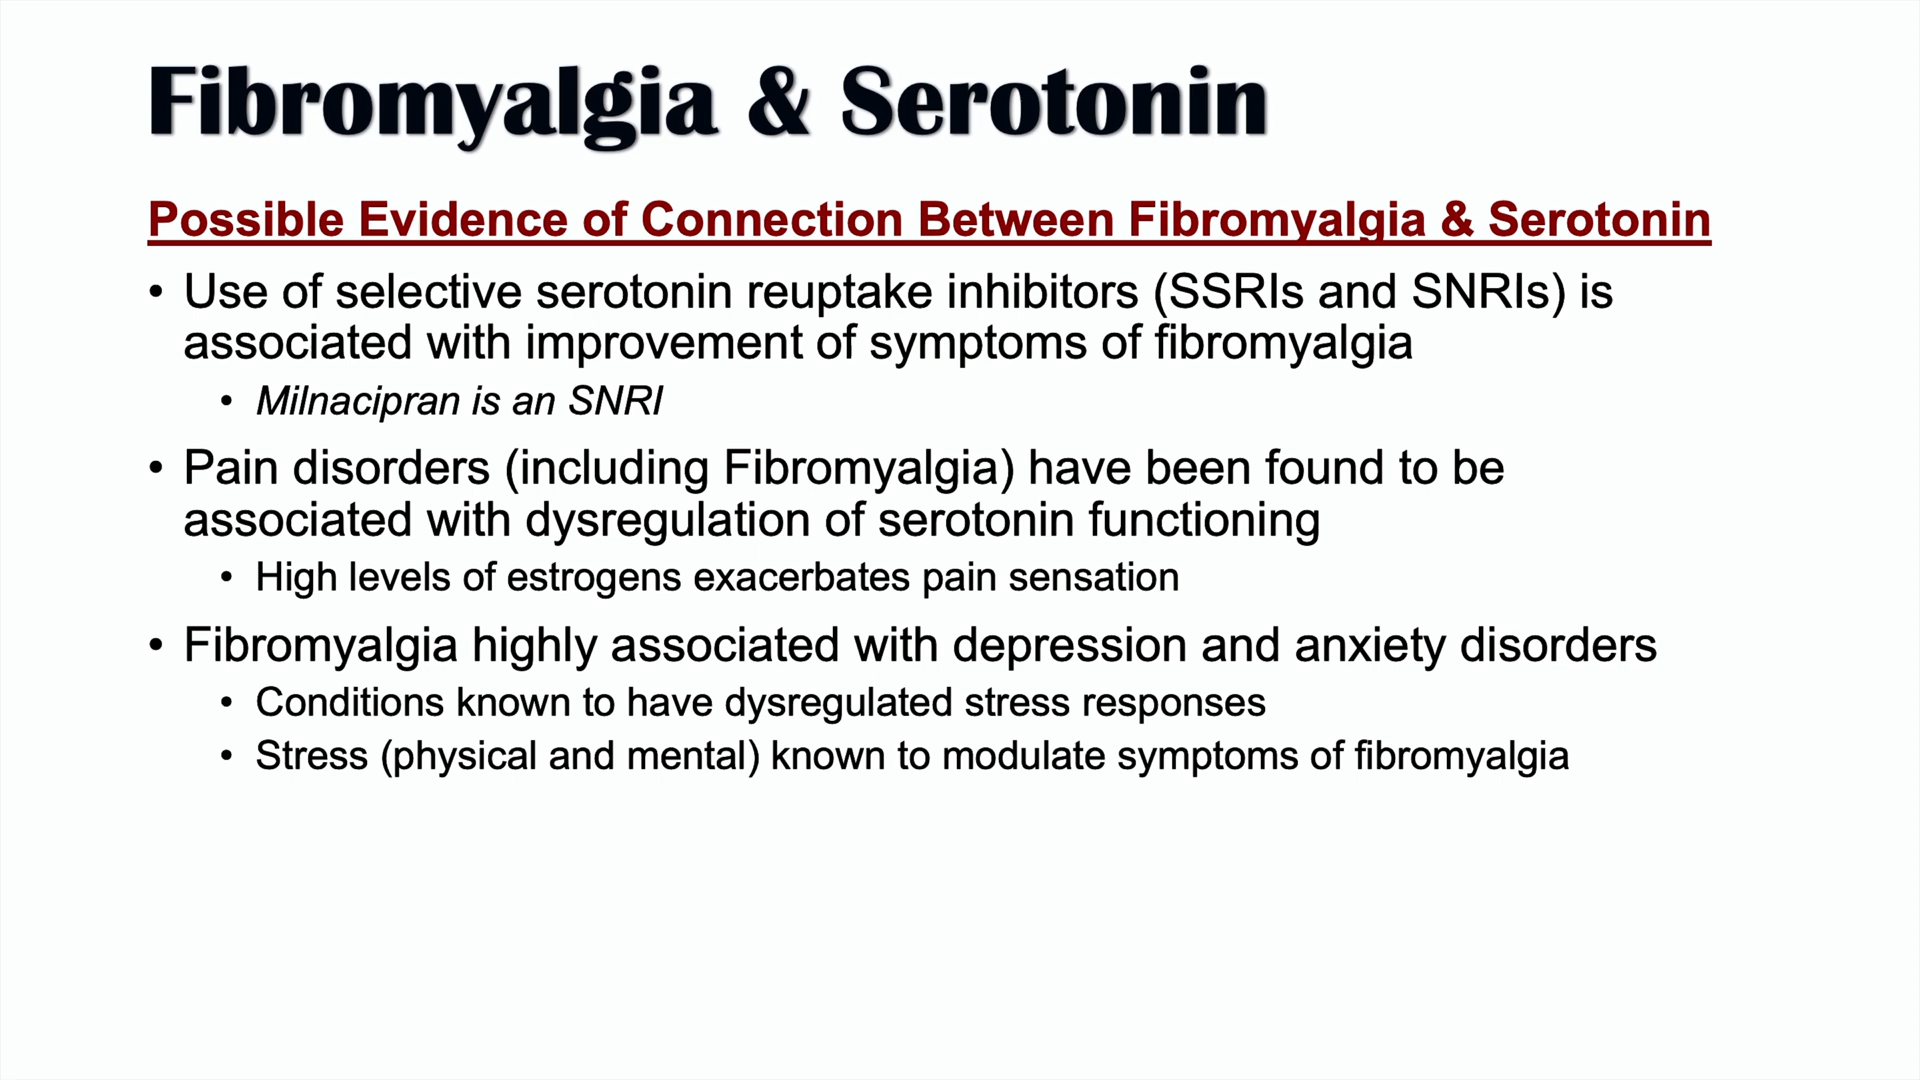 Fibromyalgia & Serotonin
Possible Evidence of Connection Between Fibromyalgia & Serotonin
• Use of selective serotonin reuptake inhibitors (SSRIs and SNRIs) is
associated with improvement of symptoms of fibromyalgia
• Milnacipran is an SNRI
• Pain disorders (including Fibromyalgia) have been found to be
associated with dysregulation of serotonin functioning
• High levels of estrogens exacerbates pain sensation
• Fibromyalgia highly associated with depression and anxiety disorders
• Conditions known to have dysregulated stress responses
• Stress (physical and mental) known to modulate symptoms of fibromyalgia